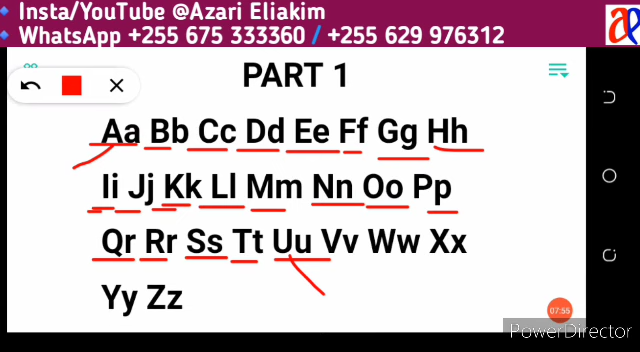 Insta/YouTube @Azari Eliakim
WhatsApp +255 675 333360 / +255 629 976312
PART 1
Aa Bb Cc Dd Ee Ff Gg Hh
Ii Jj Kk Ll Mm Nn Oo Pp
Qr Rr Ss Tt Uu Vv Ww Xx
Yy Zz
07:55
PowerDirector